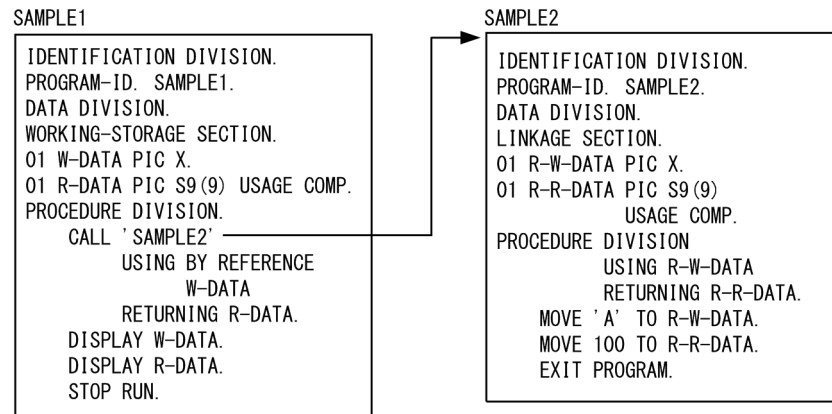 SAMPLE1
IDENTIFICATION DIVISION.
PROGRAM-ID. SAMPLE1.
DATA DIVISION.
WORKING-STORAGE SECTION.
01 W-DATA PIC X.
01 R-DATA PIC S9(9) USAGE COMP.
PROCEDURE DIVISION.
CALL 'SAMPLE2'
USING BY REFERENCE
W-DATA
RETURNING R-DATA.
DISPLAY W-DATA.
DISPLAY R-DATA.
STOP RUN.
SAMPLE2
IDENTIFICATION DIVISION.
PROGRAM-ID. SAMPLE2.
DATA DIVISION.
LINKAGE SECTION.
01 R-W-DATA PIC X.
01 R-R-DATA PIC S9(9)
USAGE COMP.
PROCEDURE DIVISION
USING R-W-DATA
RETURNING R-R-DATA.
MOVE 'A' TO R-W-DATA.
MOVE 100 TO R-R-DATA.
EXIT PROGRAM.